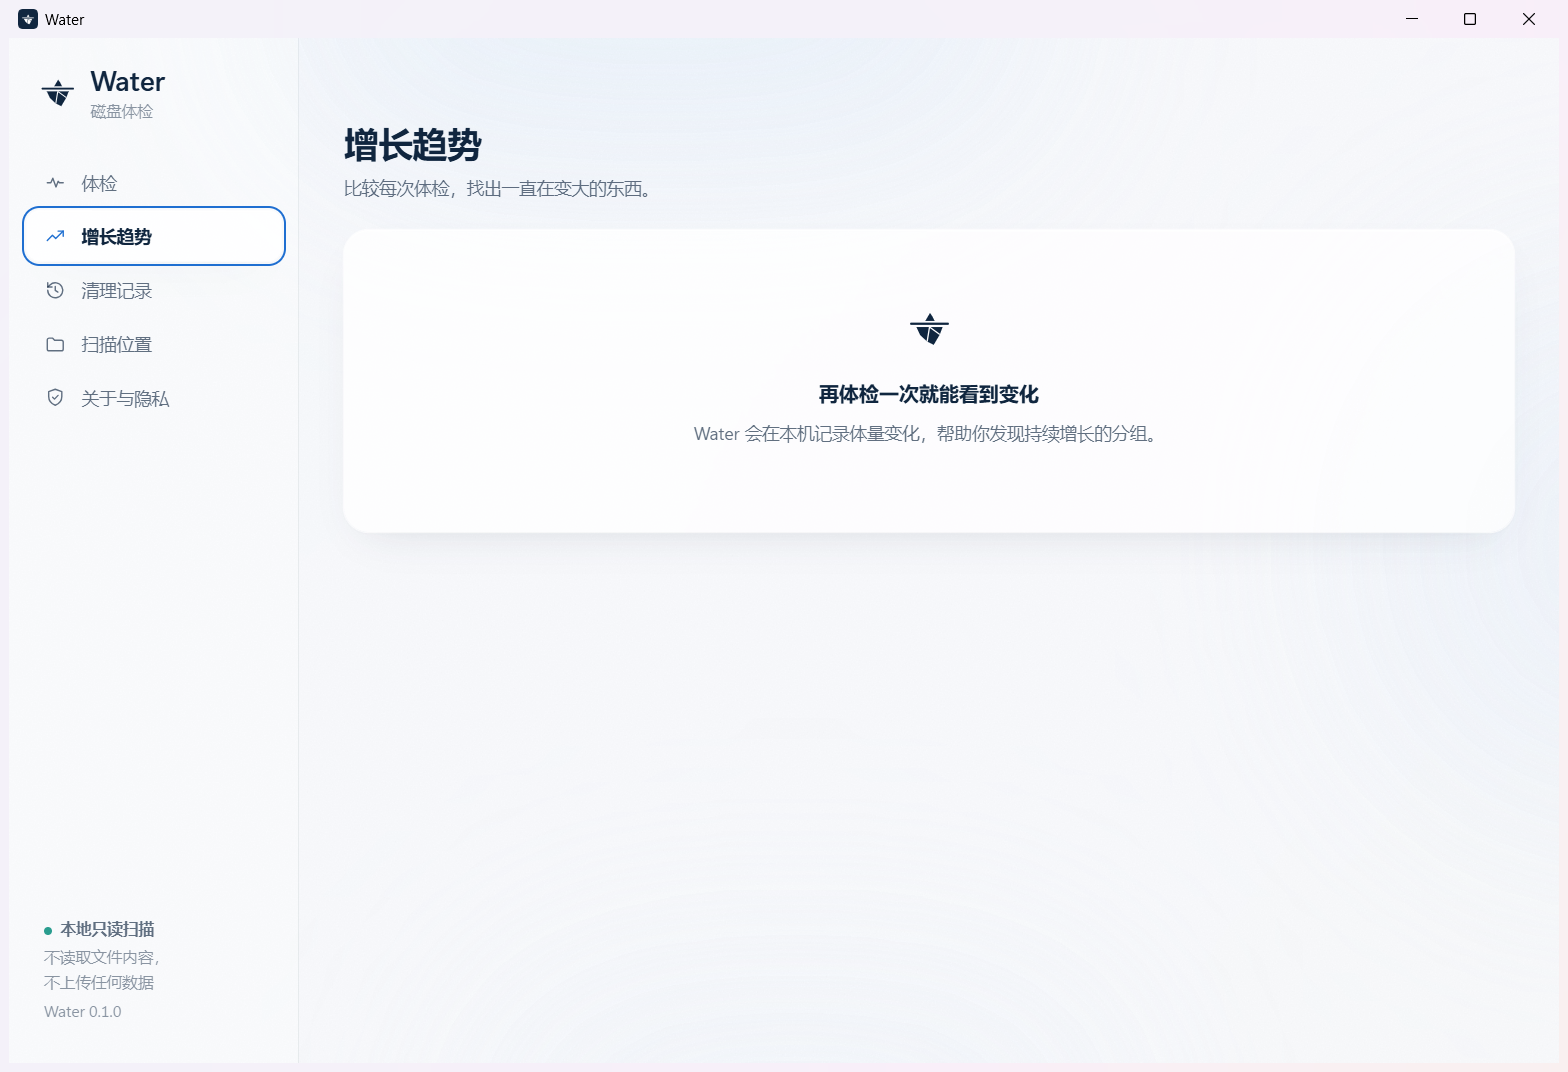 Water
Water
磁盘体检
体检
增长趋势
清理记录
扫描位置
关于与隐私
本地只读扫描
不读取文件内容，
不上传任何数据
Water 0.1.0
增长趋势
比较每次体检，找出一直在变大的东西。
再体检一次就能看到变化
Water 会在本机记录体量变化，帮助你发现持续增长的分组。